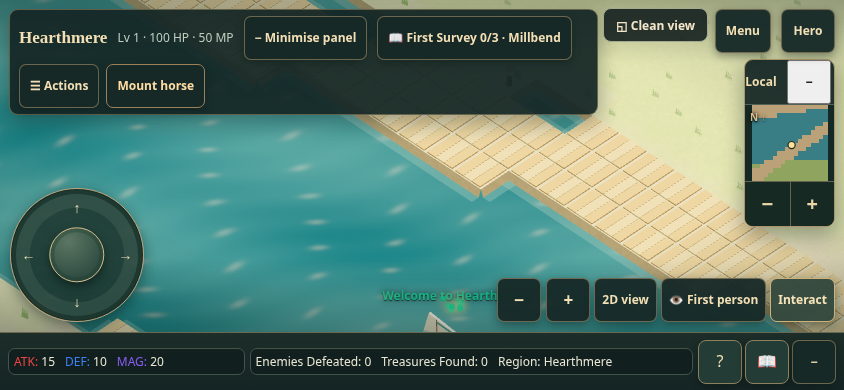 Hearthmere Lv 1 · 100 HP · 50 MP − Minimise panel 📖 First Survey 0/3 · Millbend
☰ Actions Mount horse
◱ Clean view Menu Hero
Local −
N
− +
↑
← →
↓
Welcome to Hearth
− + 2D view 👁 First person Interact
ATK: 15 DEF: 10 MAG: 20 Enemies Defeated: 0 Treasures Found: 0 Region: Hearthmere ? 📖 −